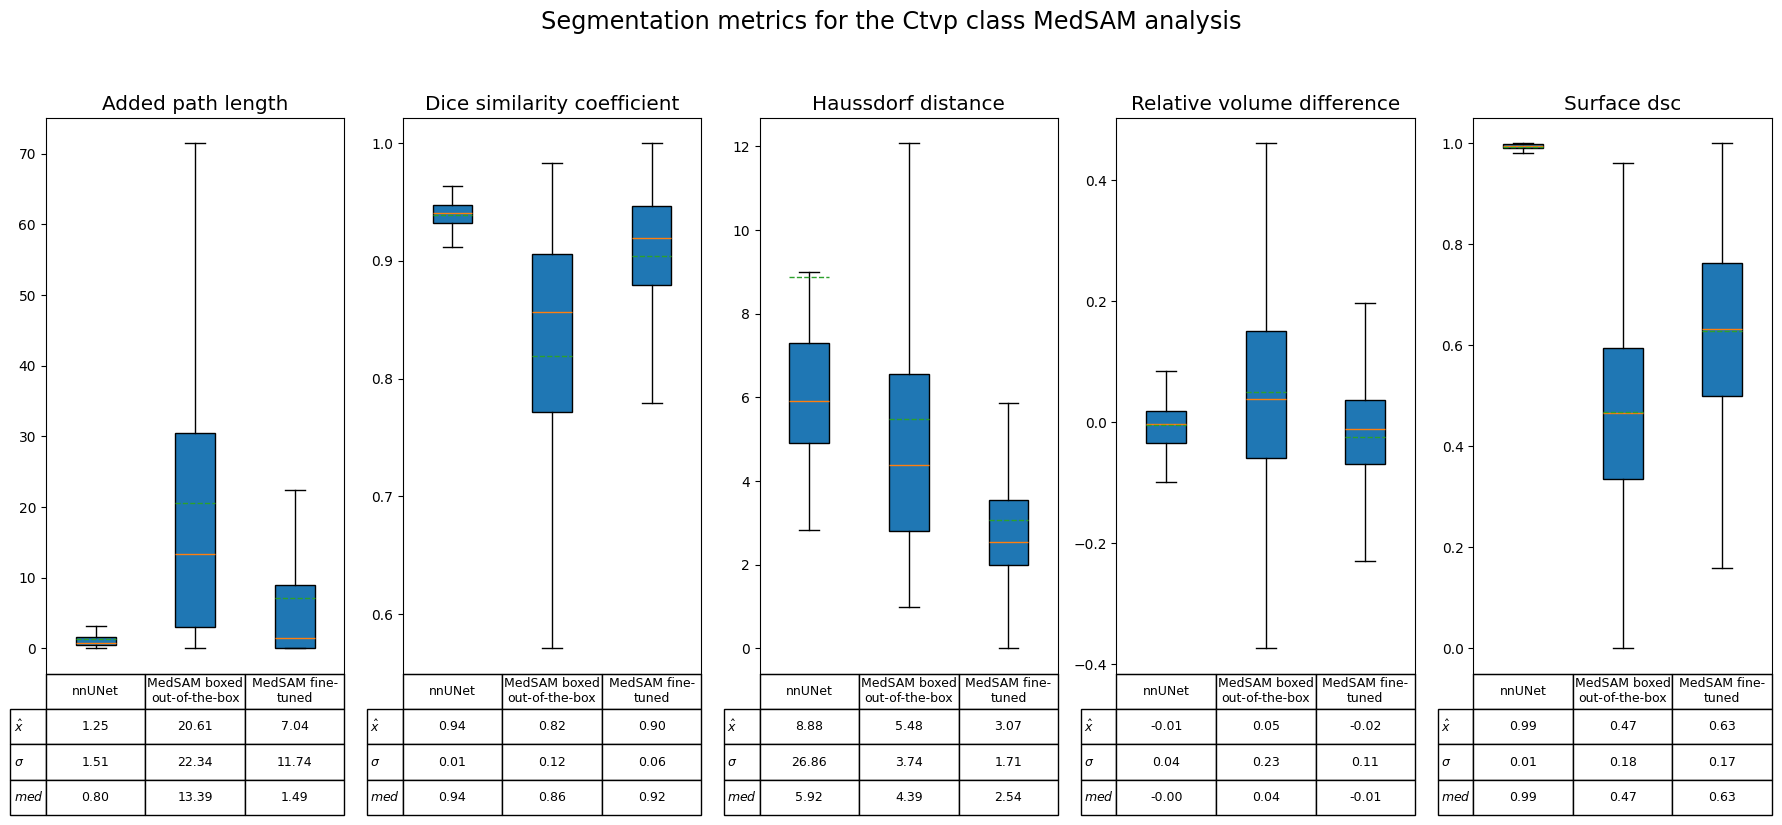 Segmentation metrics for the Ctvp class MedSAM analysis
Added path length
70
60
50
40
30
20
10
0
nnUNet MedSAM boxed out-of-the-box MedSAM fine-tuned
x̂ 1.25 20.61 7.04
σ 1.51 22.34 11.74
med 0.80 13.39 1.49
Dice similarity coefficient
1.0
0.9
0.8
0.7
0.6
nnUNet MedSAM boxed out-of-the-box MedSAM fine-tuned
x̂ 0.94 0.82 0.90
σ 0.01 0.12 0.06
med 0.94 0.86 0.92
Haussdorf distance
12
10
8
6
4
2
0
nnUNet MedSAM boxed out-of-the-box MedSAM fine-tuned
x̂ 8.88 5.48 3.07
σ 26.86 3.74 1.71
med 5.92 4.39 2.54
Relative volume difference
0.4
0.2
0.0
−0.2
−0.4
nnUNet MedSAM boxed out-of-the-box MedSAM fine-tuned
x̂ -0.01 0.05 -0.02
σ 0.04 0.23 0.11
med -0.00 0.04 -0.01
Surface dsc
1.0
0.8
0.6
0.4
0.2
0.0
nnUNet MedSAM boxed out-of-the-box MedSAM fine-tuned
x̂ 0.99 0.47 0.63
σ 0.01 0.18 0.17
med 0.99 0.47 0.63